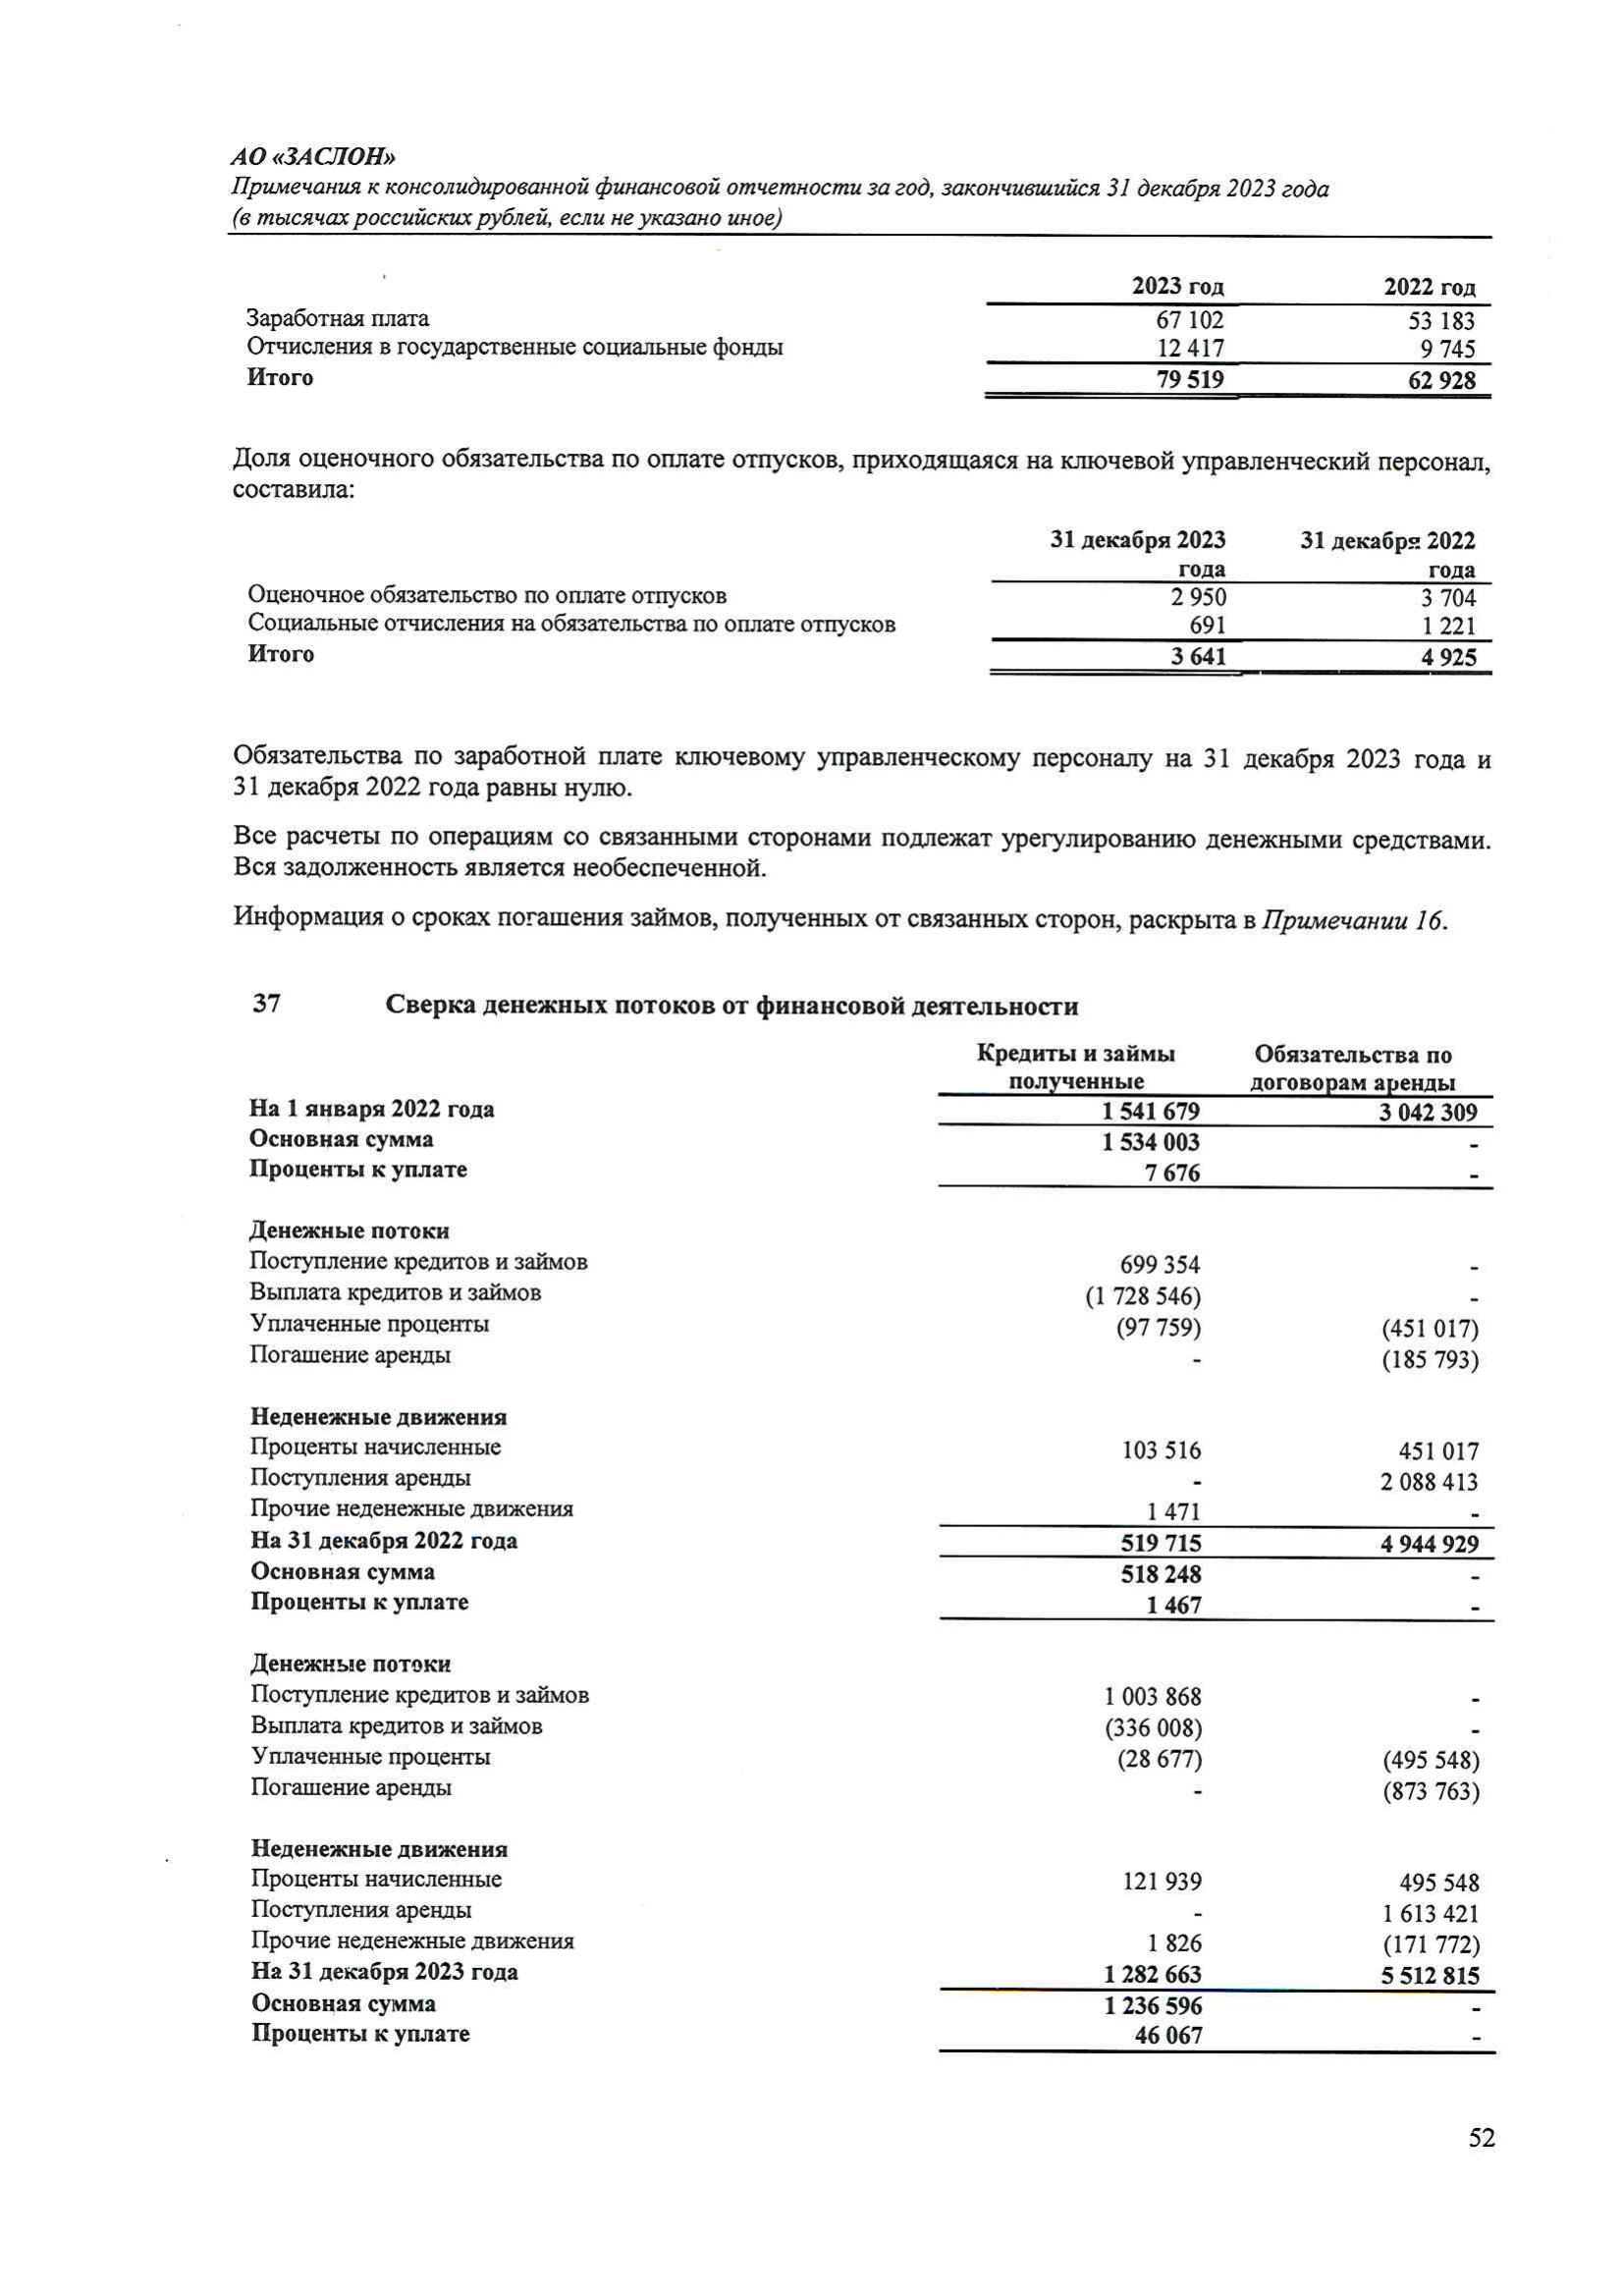 АО «ЗАСЛОН»
Примечания к консолидированной финансовой отчетности за год, закончившийся 31 декабря 2023 года
(в тысячах российских рублей, если не указано иное)
2023 год 2022 год
Заработная плата 67 102 53 183
Отчисления в государственные социальные фонды 12 417 9 745
Итого 79 519 62 928
Доля оценочного обязательства по оплате отпусков, приходящаяся на ключевой управленческий персонал,
составила:
31 декабря 2023 31 декабря 2022
года года
Оценочное обязательство по оплате отпусков 2 950 3 704
Социальные отчисления на обязательства по оплате отпусков 691 1 221
Итого 3 641 4 925
Обязательства по заработной плате ключевому управленческому персоналу на 31 декабря 2023 года и
31 декабря 2022 года равны нулю.
Все расчеты по операциям со связанными сторонами подлежат урегулированию денежными средствами.
Вся задолженность является необеспеченной.
Информация о сроках погашения займов, полученных от связанных сторон, раскрыта в Примечании 16.
37 Сверка денежных потоков от финансовой деятельности
Кредиты и займы Обязательства по
полученные договорам аренды
На 1 января 2022 года 1 541 679 3 042 309
Основная сумма 1 534 003 -
Проценты к уплате 7 676 -
Денежные потоки
Поступление кредитов и займов 699 354 -
Выплата кредитов и займов (1 728 546) -
Уплаченные проценты (97 759) (451 017)
Погашение аренды - (185 793)
Неденежные движения
Проценты начисленные 103 516 451 017
Поступления аренды - 2 088 413
Прочие неденежные движения 1 471 -
На 31 декабря 2022 года 519 715 4 944 929
Основная сумма 518 248 -
Проценты к уплате 1 467 -
Денежные потоки
Поступление кредитов и займов 1 003 868 -
Выплата кредитов и займов (336 008) -
Уплаченные проценты (28 677) (495 548)
Погашение аренды - (873 763)
Неденежные движения
Проценты начисленные 121 939 495 548
Поступления аренды - 1 613 421
Прочие неденежные движения 1 826 (171 772)
На 31 декабря 2023 года 1 282 663 5 512 815
Основная сумма 1 236 596 -
Проценты к уплате 46 067 -
52